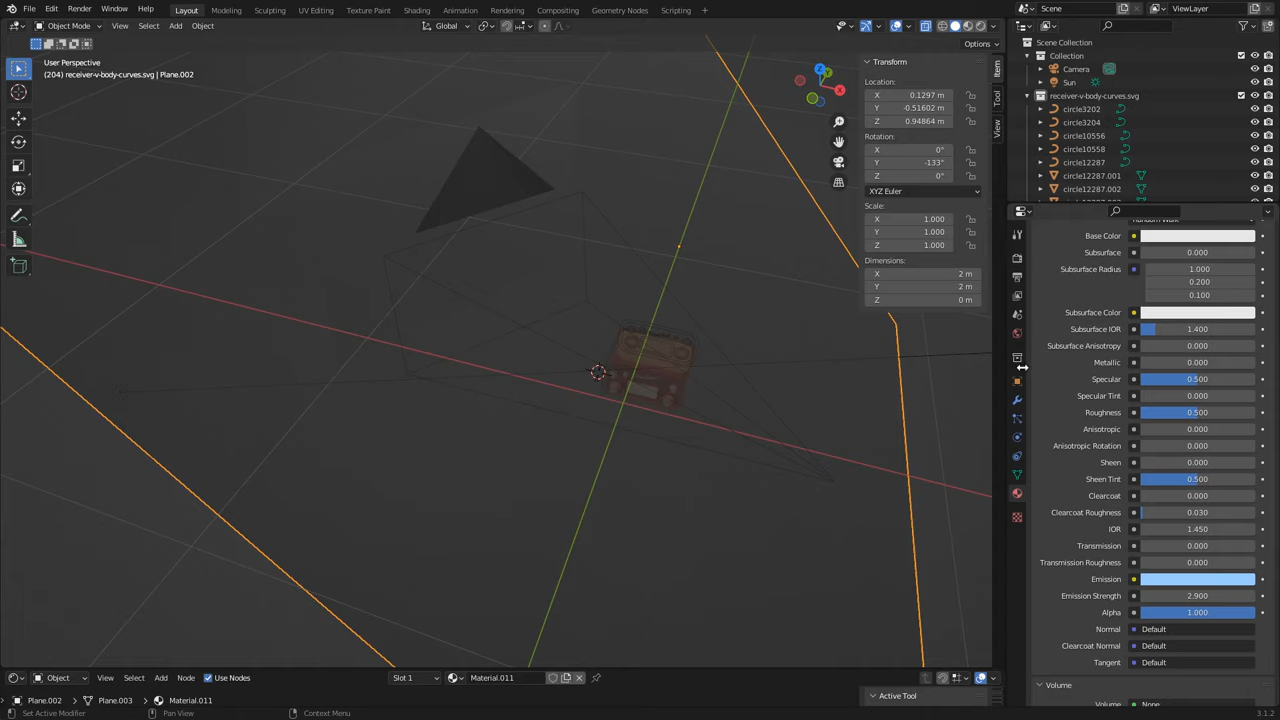 File Edit Render Window Help Layout Modeling Sculpting UV Editing Texture Paint Shading Animation Rendering Compositing Geometry Nodes Scripting Scene ViewLayer
Object Mode View Select Add Object Global
Options
User Perspective
(204) receiver-v-body-curves.svg | Plane.002
Transform
Location:
X 0.1297 m
Y -0.51602 m
Z 0.94864 m
Rotation:
X 0°
Y -133°
Z 0°
XYZ Euler
Scale:
X 1.000
Y 1.000
Z 1.000
Dimensions:
X 2 m
Y 2 m
Z 0 m
Item
Tool
View
X
Y
Z
Scene Collection
Collection
Camera
Sun
receiver-v-body-curves.svg
circle3202
circle3204
circle10556
circle10558
circle12287
circle12287.001
circle12287.002
Base Color
Subsurface 0.000
Subsurface Radius 1.000
0.200
0.100
Subsurface Color
Subsurface IOR 1.400
Subsurface Anisotropy 0.000
Metallic 0.000
Specular 0.500
Specular Tint 0.000
Roughness 0.500
Anisotropic 0.000
Anisotropic Rotation 0.000
Sheen 0.000
Sheen Tint 0.500
Clearcoat 0.000
Clearcoat Roughness 0.030
IOR 1.450
Transmission 0.000
Transmission Roughness 0.000
Emission
Emission Strength 2.900
Alpha 1.000
Normal Default
Clearcoat Normal Default
Tangent Default
Volume
Volume None
Object View Select Add Node Use Nodes Slot 1 Material.011
Plane.002 Plane.003 Material.011
Active Tool
Set Active Modifier Pan View Context Menu 3.1.2